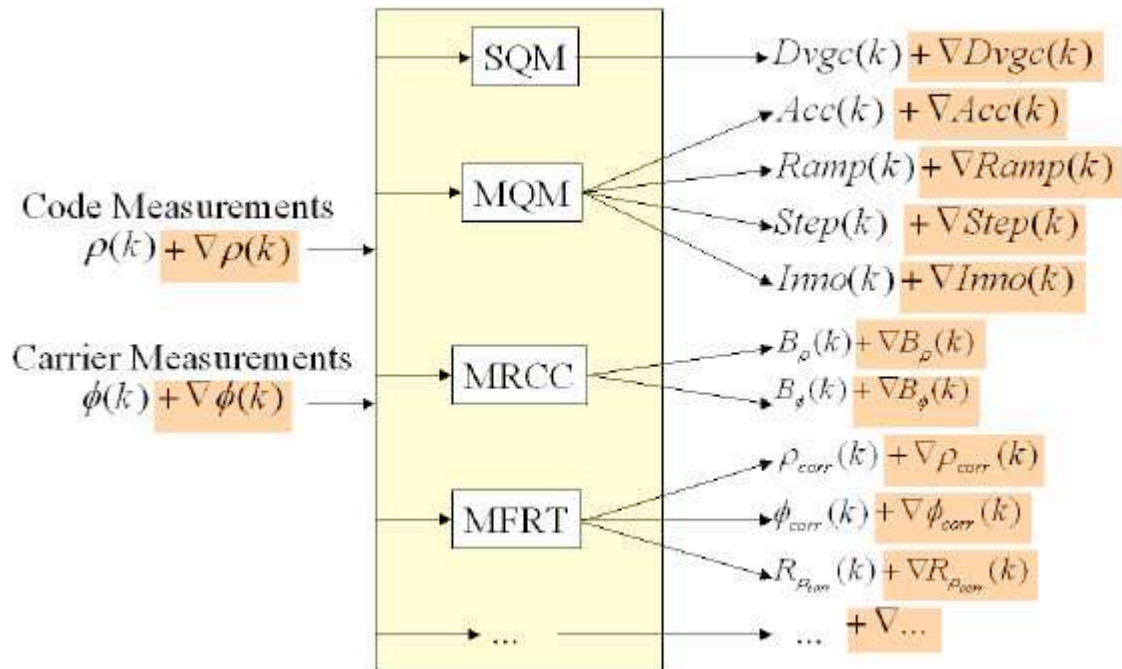 SQM
Dvgc(k) + ∇Dvgc(k)
Acc(k) + ∇Acc(k)
MQM
Ramp(k) + ∇Ramp(k)
Code Measurements
ρ(k) + ∇ρ(k)
Step(k) + ∇Step(k)
Inno(k) + ∇Inno(k)
Carrier Measurements
ϕ(k) + ∇ϕ(k)
MRCC
B_ρ(k) + ∇B_ρ(k)
B_ϕ(k) + ∇B_ϕ(k)
MFRT
ρ_corr(k) + ∇ρ_corr(k)
ϕ_corr(k) + ∇ϕ_corr(k)
R_ρcorr(k) + ∇R_ρcorr(k)
...
... + ∇...